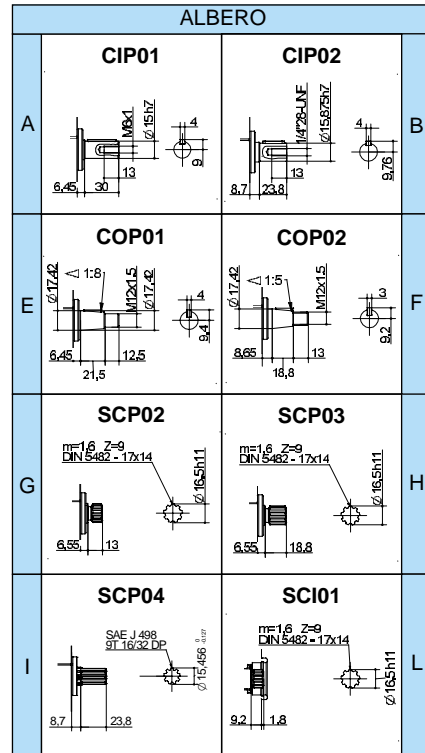 ALBERO
A
CIP01
M6x1
Ø15h7
4
9
13
6,45 30
CIP02
1/4"28-UNF
Ø15,875h7
4
9,76
13
8,7 23,8
B
E
COP01
Ø17,42
1:8
M12x1,5
Ø17,42
4
9,4
6,45 12,5
21,5
COP02
Ø17,42
1:5
M12x1,5
3
9,2
8,65 13
18,8
F
G
SCP02
m=1,6 Z=9
DIN 5482 - 17x14
Ø16,5h11
6,55 13
SCP03
m=1,6 Z=9
DIN 5482 - 17x14
Ø16,5h11
6,55 18,8
H
I
SCP04
SAE J 498
9T 16/32 DP
Ø 15,456 0 -0,127
8,7 23,8
SCI01
m=1,6 Z=9
DIN 5482 - 17x14
Ø16,5h11
9,2 1,8
L